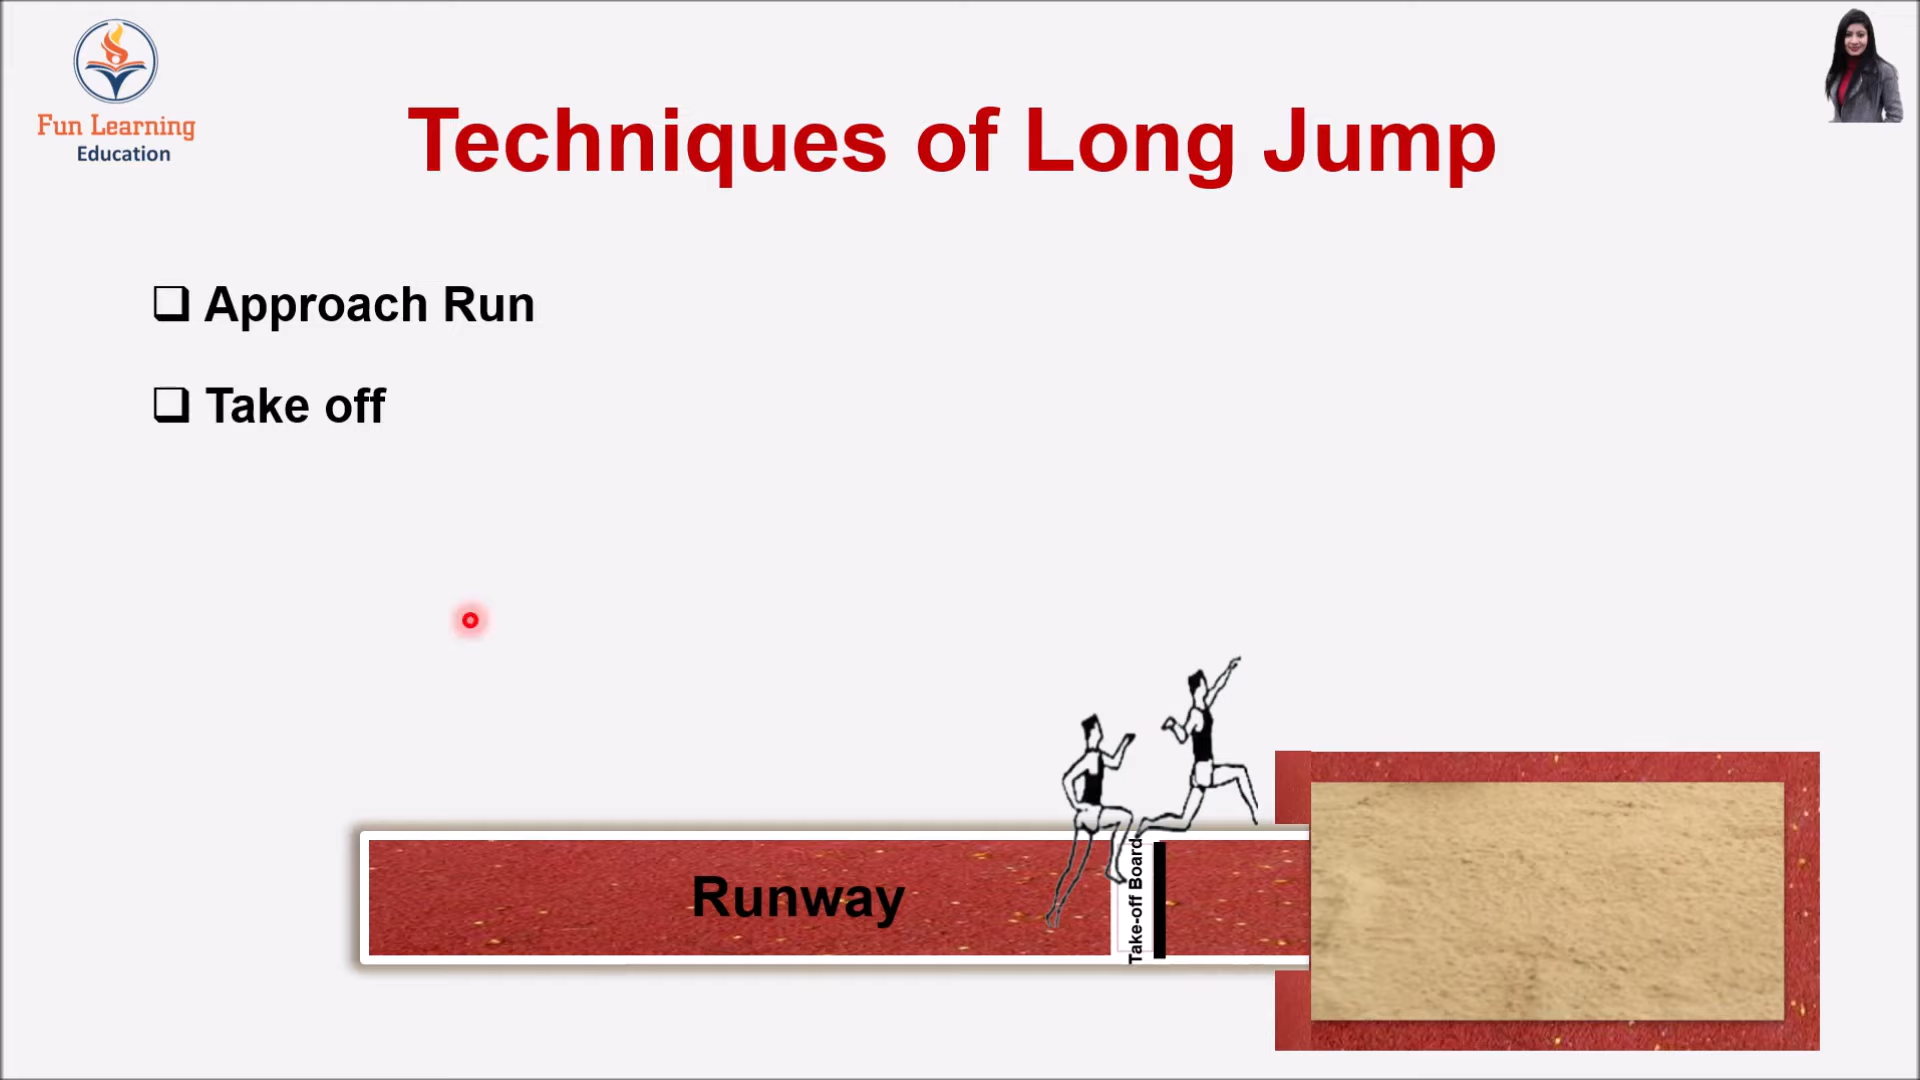 Fun Learning
Education
Techniques of Long Jump
Approach Run
Take off
Runway
Take-off Board